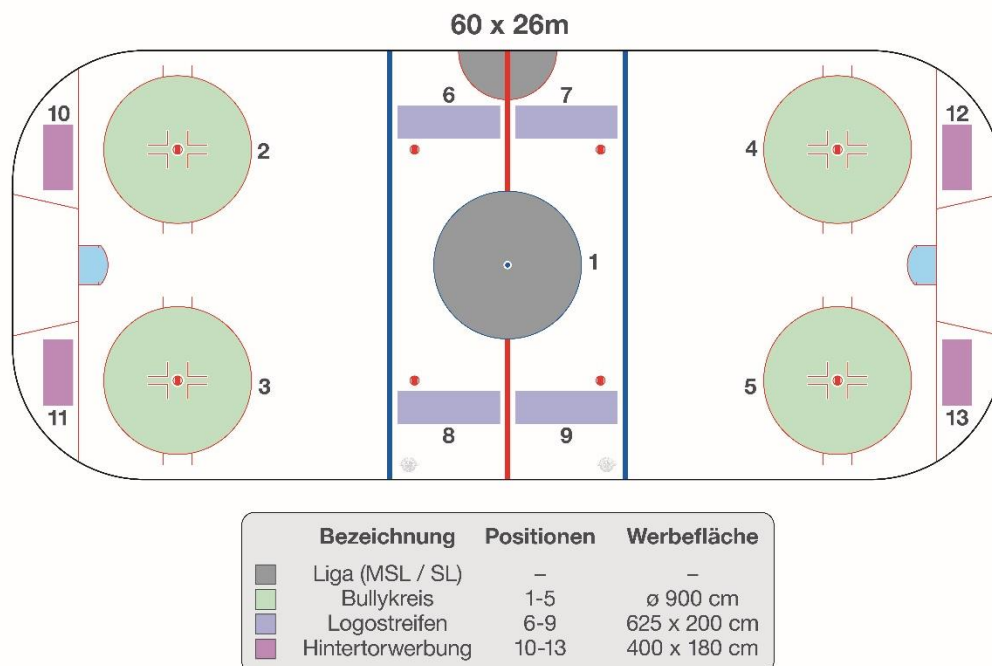 60 x 26m
10
6
7
12
2
4
1
3
5
11
8
9
13
Bezeichnung Positionen Werbefläche
Liga (MSL / SL) – –
Bullykreis 1-5 ø 900 cm
Logostreifen 6-9 625 x 200 cm
Hintertorwerbung 10-13 400 x 180 cm